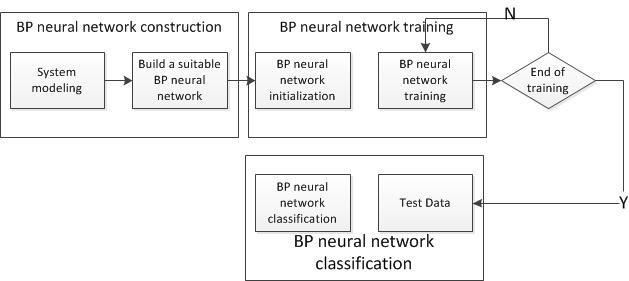 BP neural network construction
System
modeling
Build a suitable
BP neural
network
BP neural network training
BP neural
network
initialization
BP neural
network
training
N
End of
training
Y
BP neural
network
classification
Test Data
BP neural network
classification